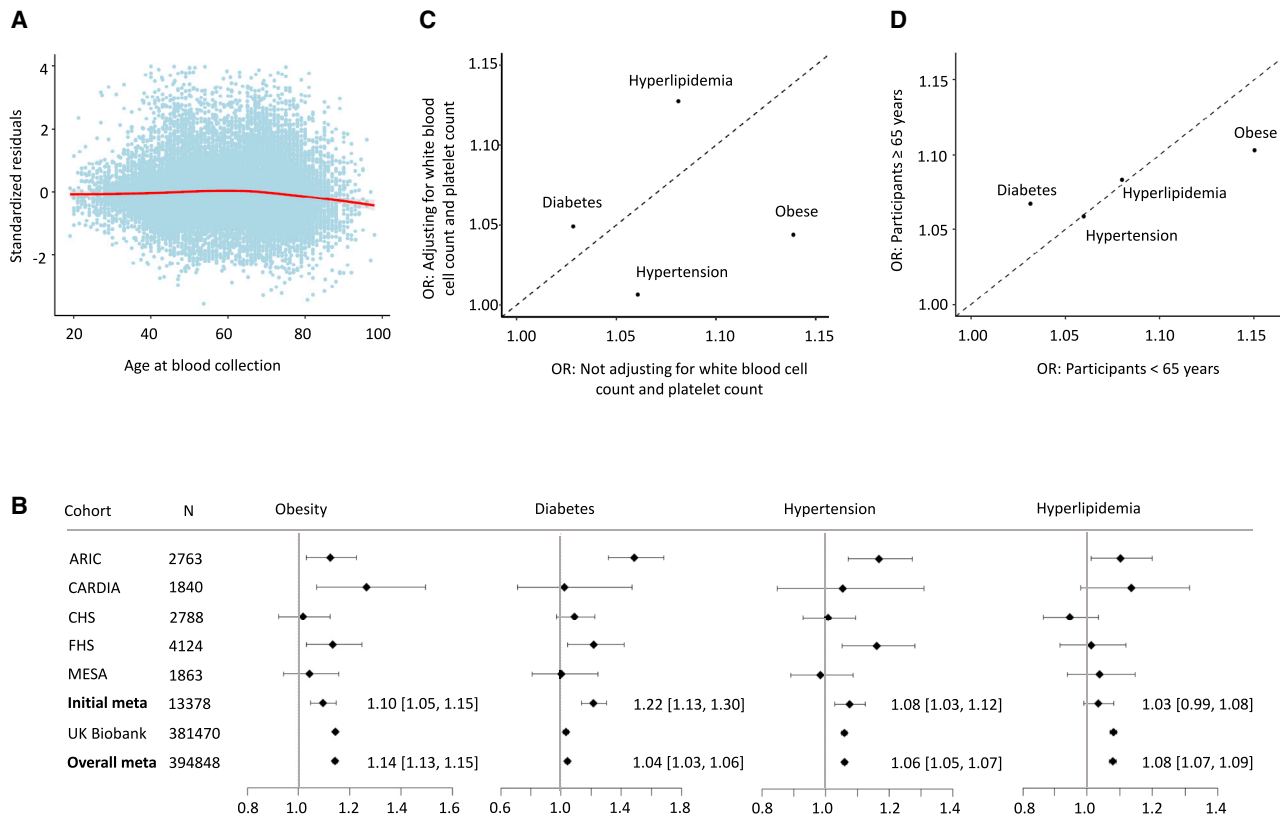 A
Standardized residuals
4
2
0
-2
20 40 60 80 100
Age at blood collection
C
OR: Adjusting for white blood
cell count and platelet count
1.15
1.10
1.05
1.00
Hyperlipidemia
Diabetes
Obese
Hypertension
1.00 1.05 1.10 1.15
OR: Not adjusting for white blood cell
count and platelet count
D
OR: Participants ≥ 65 years
1.15
1.10
1.05
1.00
Obese
Diabetes
Hyperlipidemia
Hypertension
1.00 1.05 1.10 1.15
OR: Participants < 65 years
B
Cohort N Obesity Diabetes Hypertension Hyperlipidemia
ARIC 2763
CARDIA 1840
CHS 2788
FHS 4124
MESA 1863
Initial meta 13378 1.10 [1.05, 1.15] 1.22 [1.13, 1.30] 1.08 [1.03, 1.12] 1.03 [0.99, 1.08]
UK Biobank 381470
Overall meta 394848 1.14 [1.13, 1.15] 1.04 [1.03, 1.06] 1.06 [1.05, 1.07] 1.08 [1.07, 1.09]
0.8 1.0 1.2 1.4 1.6 0.6 1.0 1.4 1.8 0.8 1.0 1.2 1.4 0.8 1.0 1.2 1.4